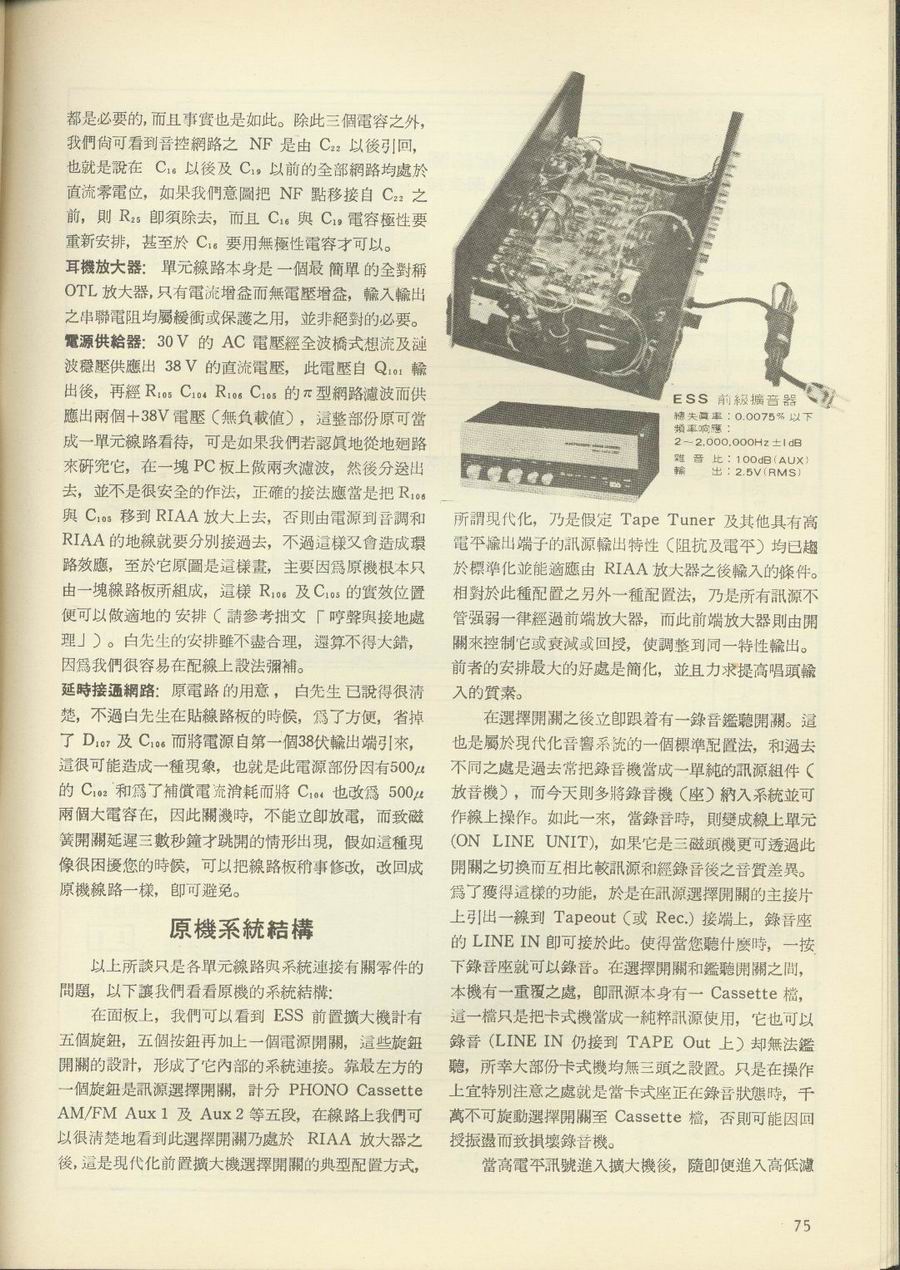 都是必要的，而且事實也是如此。除此三個電容之外，
我們尙可看到音控網路之 NF 是由 C₂₂ 以後引回，
也就是說在 C₁₆ 以後及 C₁₉ 以前的全部網路均處於
直流零電位，如果我們意圖把 NF 點移接自 C₂₂ 之
前，則 R₂₅ 卽須除去，而且 C₁₆ 與 C₁₉ 電容極性要
重新安排，甚至於 C₁₆ 要用無極性電容才可以。
耳機放大器： 單元線路本身是一個最簡單的全對稱
OTL 放大器，只有電流增益而無電壓增益，輸入輸出
之串聯電阻均屬緩衝或保護之用，並非絕對的必要。
電源供給器：30 V 的 AC 電壓經全波橋式想流及漣
波穩壓供應出 38 V 的直流電壓，此電壓自 Q₁₀₁ 輸
出後，再經 R₁₀₅ C₁₀₄ R₁₀₆ C₁₀₅ 的π型網路濾波而供
應出兩個＋38V 電壓（無負載値），這整部份原可當
成一單元線路看待，可是如果我們若認眞地從地廻路
來硏究它，在一塊 PC 板上做兩次濾波，然後分送出
去，並不是很安全的作法，正確的接法應當是把 R₁₀₆
與 C₁₀₅ 移到 RIAA 放大上去，否則由電源到音調和
RIAA 的地線就要分別接過去，不過這樣又會造成環
路效應，至於它原圖是這樣畫，主要因爲原機根本只
由一塊線路板所組成，這樣 R₁₀₆ 及 C₁₀₅ 的實效位置
便可以做適地的安排（請參考拙文「哼聲與接地處
理」）。白先生的安排雖不盡合理，還算不得大錯，
因爲我們很容易在配線上設法彌補。
延時接通網路：原電路的用意，白先生已說得很淸
楚，不過白先生在貼線路板的時候，爲了方便，省掉
了 D₁₀₇ 及 C₁₀₆ 而將電源自第一個38伏輸出端引來，
這很可能造成一種現象，也就是此電源部份因有500μ
的 C₁₀₂ 和爲了補償電流消耗而將 C₁₀₄ 也改爲 500μ
兩個大電容在，因此關機時，不能立卽放電，而致磁
簧開關延遲三數秒鐘才跳開的情形出現，假如這種現
像很困擾您的時候，可以把線路板稍事修改，改回成
原機線路一樣，卽可避免。
原機系統結構
以上所談只是各單元線路與系統連接有關零件的
問題，以下讓我們看看原機的系統結構：
在面板上，我們可以看到 ESS 前置擴大機計有
五個旋鈕，五個按鈕再加上一個電源開關，這些旋鈕
開關的設計，形成了它內部的系統連接。靠最左方的
一個旋鈕是訊源選擇開關，計分 PHONO Cassette
AM/FM Aux 1 及 Aux 2 等五段，在線路上我們可
以很淸楚地看到此選擇開關乃處於 RIAA 放大器之
後，這是現代化前置擴大機選擇開關的典型配置方式，
ESS 前級擴音器
總失眞率：0.0075% 以下
頻率响應：
2～2,000,000Hz ±1dB
雜 音 比：100dB(AUX)
輸 出：2.5V(RMS)
所謂現代化，乃是假定 Tape Tuner 及其他具有高
電平輸出端子的訊源輸出特性（阻抗及電平）均已趨
於標準化並能適應由 RIAA 放大器之後輸入的條件。
相對於此種配置之另外一種配置法，乃是所有訊源不
管强弱一律經過前端放大器，而此前端放大器則由開
關來控制它或衰減或回授，使調整到同一特性輸出。
前者的安排最大的好處是簡化，並且力求提高唱頭輸
入的質素。
在選擇開關之後立卽跟着有一錄音鑑聽開關。這
也是屬於現代化音響系統的一個標準配置法，和過去
不同之處是過去常把錄音機當成一單純的訊源組件（
放音機），而今天則多將錄音機（座）納入系統並可
作線上操作。如此一來，當錄音時，則變成線上單元
(ON LINE UNIT)，如果它是三磁頭機更可透過此
開關之切換而互相比較訊源和經錄音後之音質差異。
爲了獲得這樣的功能，於是在訊源選擇開關的主接片
上引出一線到 Tapeout（或 Rec.）接端上，錄音座
的 LINE IN 卽可接於此。使得當您聽什麽時，一按
下錄音座就可以錄音。在選擇開關和鑑聽開關之間，
本機有一重覆之處，卽訊源本身有一 Cassette 檔，
這一檔只是把卡式機當成一純粹訊源使用，它也可以
錄音（LINE IN 仍接到 TAPE Out 上）却無法鑑
聽，所幸大部份卡式機均無三頭之設置。只是在操作
上宜特別注意之處就是當卡式座正在錄音狀態時，千
萬不可旋動選擇開關至 Cassette 檔，否則可能因回
授振盪而致損壞錄音機。
當高電平訊號進入擴大機後，隨卽便進入高低濾
75